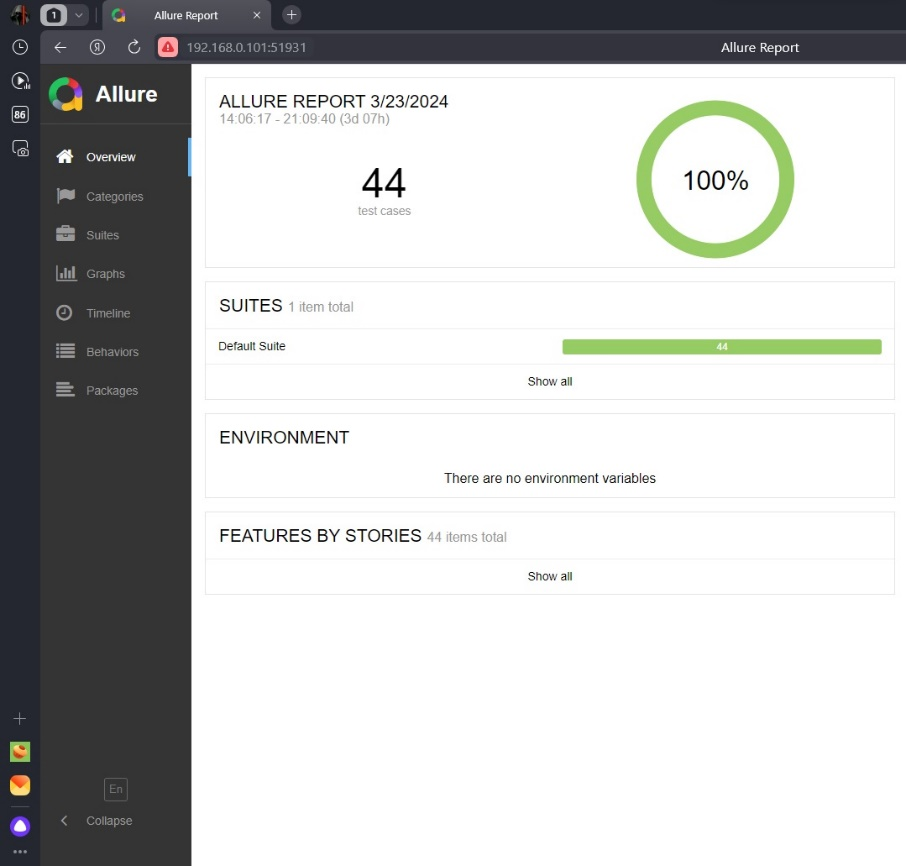 1
Allure Report
Я
192.168.0.101:51931
Allure Report
86
Allure
Overview
Categories
Suites
Graphs
Timeline
Behaviors
Packages
En
Collapse
ALLURE REPORT 3/23/2024
14:06:17 - 21:09:40 (3d 07h)
44
test cases
100%
SUITES 1 item total
Default Suite 44
Show all
ENVIRONMENT
There are no environment variables
FEATURES BY STORIES 44 items total
Show all